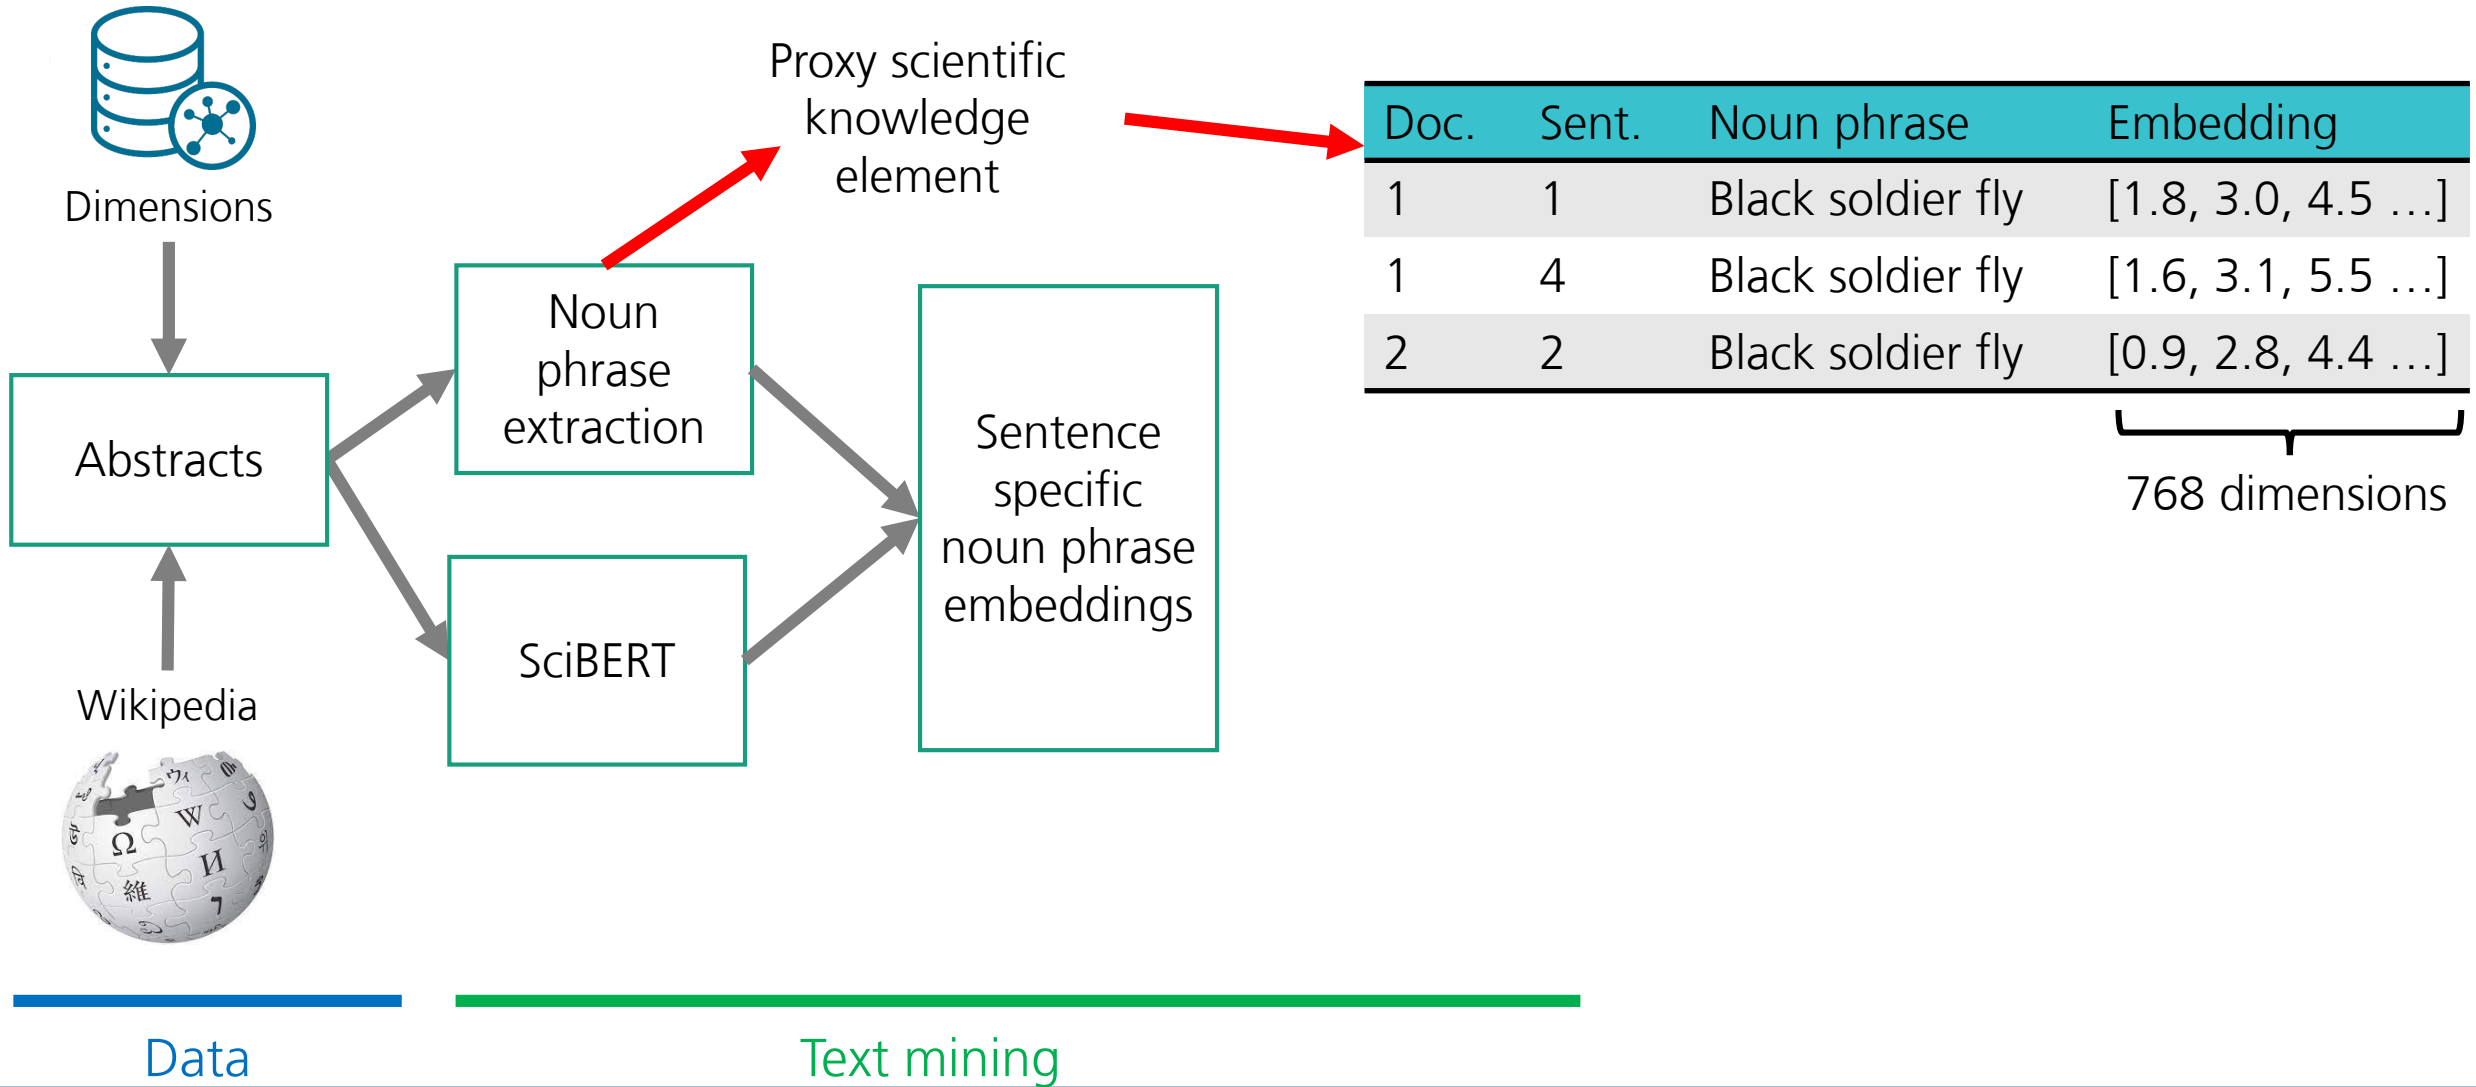 Dimensions
Abstracts
Wikipedia
Ω
W
И
維
ウィ
Noun
phrase
extraction
SciBERT
Proxy scientific
knowledge
element
Sentence
specific
noun phrase
embeddings
Doc. Sent. Noun phrase Embedding
1 1 Black soldier fly [1.8, 3.0, 4.5 ...]
1 4 Black soldier fly [1.6, 3.1, 5.5 ...]
2 2 Black soldier fly [0.9, 2.8, 4.4 ...]
768 dimensions
Data
Text mining